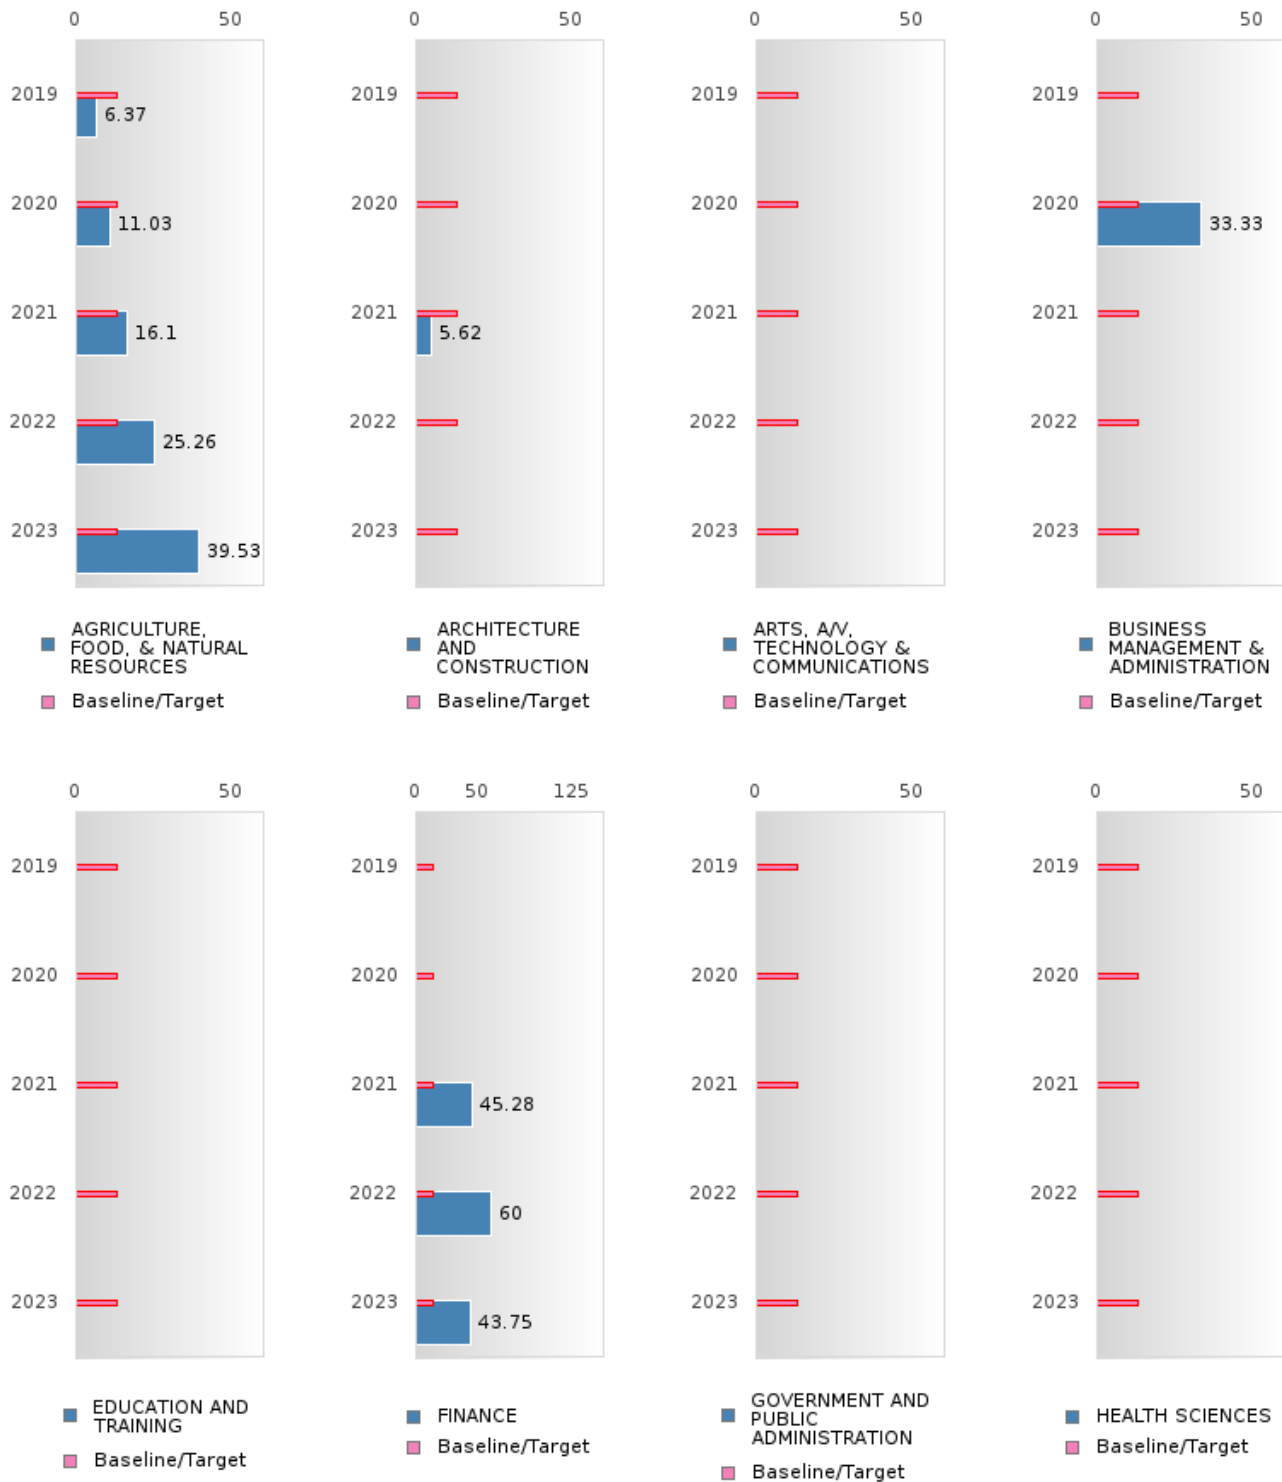 0 50
2019
6.37
2020
11.03
2021
16.1
2022
25.26
2023
39.53
AGRICULTURE,
FOOD, & NATURAL
RESOURCES
Baseline/Target
0 50
2019
2020
2021
5.62
2022
2023
ARCHITECTURE
AND
CONSTRUCTION
Baseline/Target
0 50
2019
2020
2021
2022
2023
ARTS, A/V,
TECHNOLOGY &
COMMUNICATIONS
Baseline/Target
0 50
2019
2020
33.33
2021
2022
2023
BUSINESS
MANAGEMENT &
ADMINISTRATION
Baseline/Target
0 50
2019
2020
2021
2022
2023
EDUCATION AND
TRAINING
Baseline/Target
0 50 125
2019
2020
2021
45.28
2022
60
2023
43.75
FINANCE
Baseline/Target
0 50
2019
2020
2021
2022
2023
GOVERNMENT AND
PUBLIC
ADMINISTRATION
Baseline/Target
0 50
2019
2020
2021
2022
2023
HEALTH SCIENCES
Baseline/Target